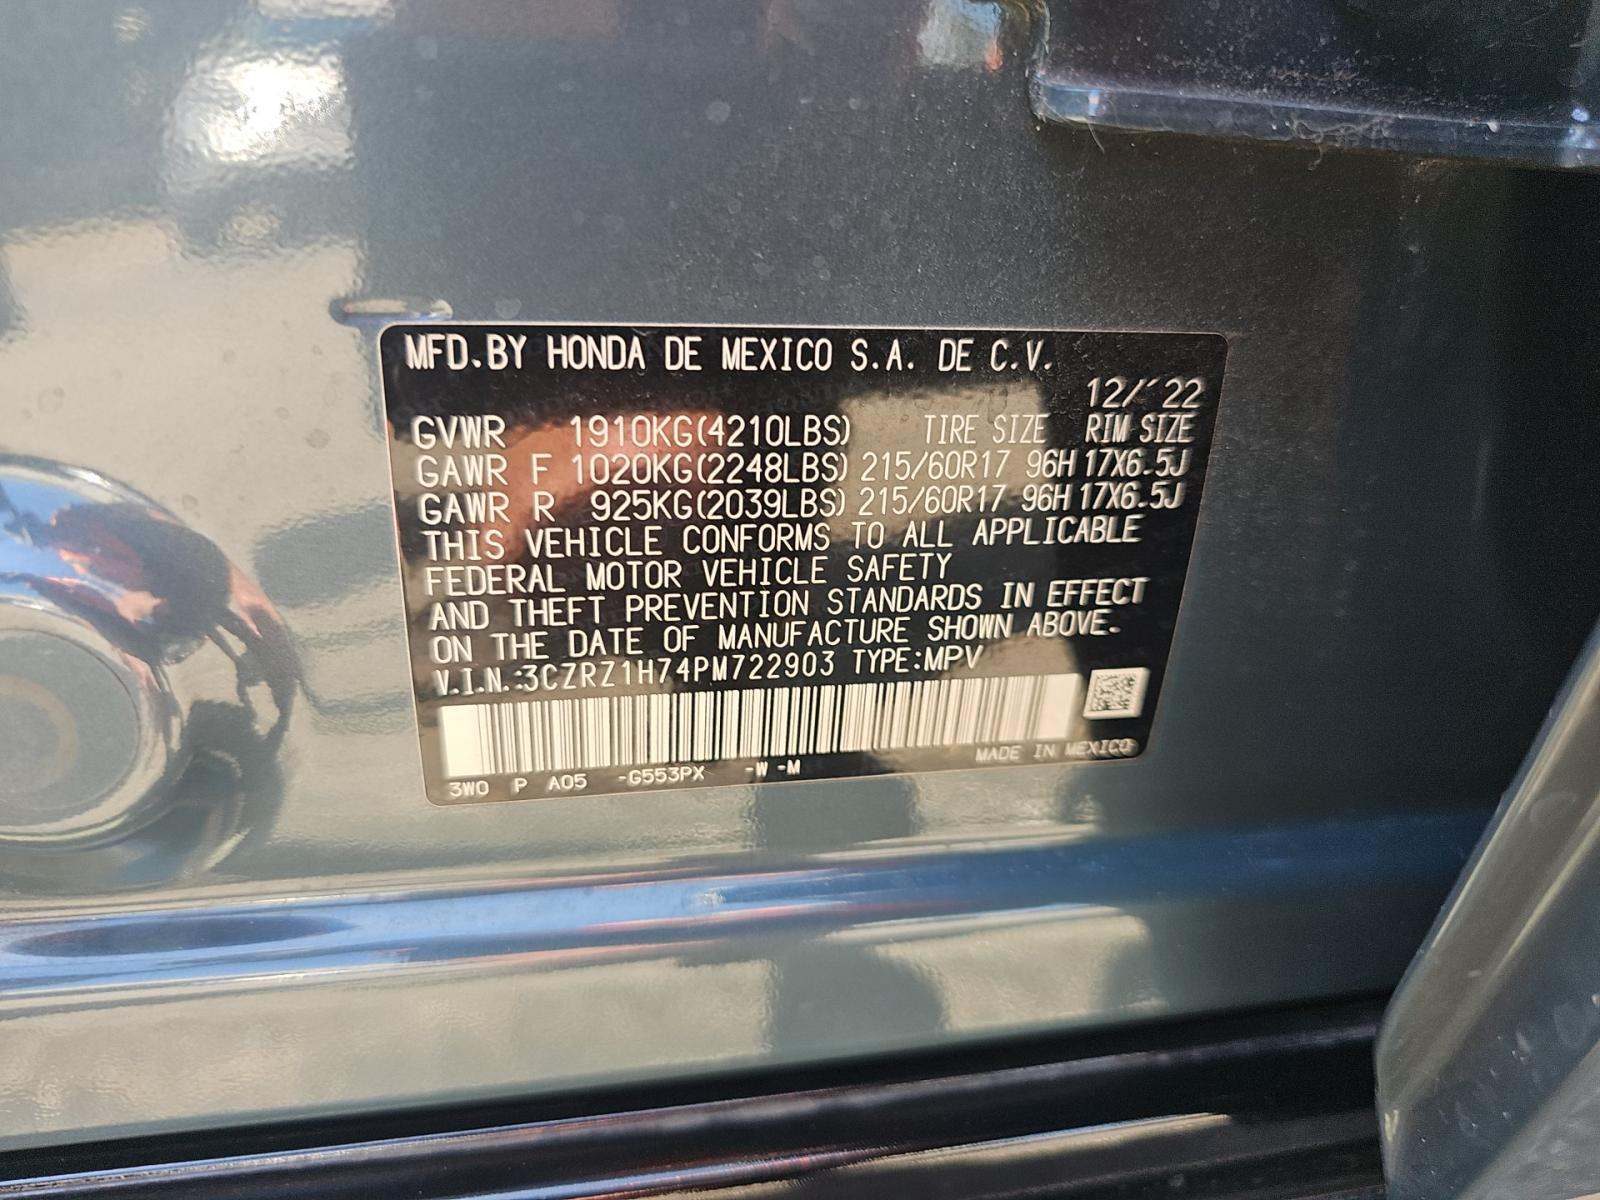 MFD.BY HONDA DE MEXICO S.A. DE C.V.
12/'22
GVWR 1910KG(4210LBS) TIRE SIZE RIM SIZE
GAWR F 1020KG(2248LBS) 215/60R17 96H 17X6.5J
GAWR R 925KG(2039LBS) 215/60R17 96H 17X6.5J
THIS VEHICLE CONFORMS TO ALL APPLICABLE
FEDERAL MOTOR VEHICLE SAFETY
AND THEFT PREVENTION STANDARDS IN EFFECT
ON THE DATE OF MANUFACTURE SHOWN ABOVE.
V.I.N.:3CZRZ1H74PM722903 TYPE:MPV
MADE IN MEXICO
3W0 P A05 -G553PX -W -M